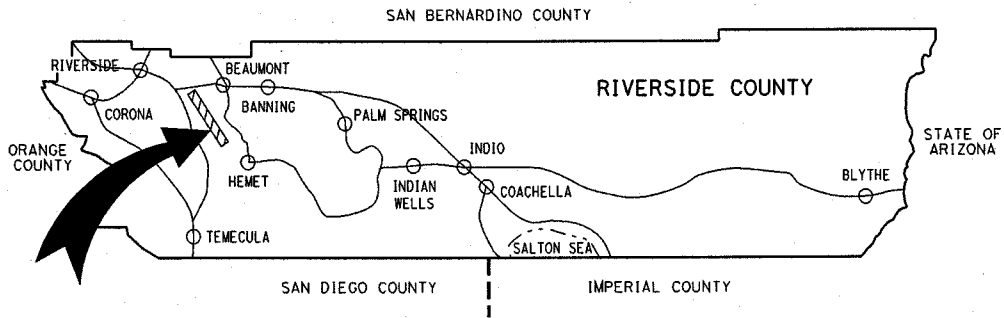 SAN BERNARDINO COUNTY
RIVERSIDE
BEAUMONT
RIVERSIDE COUNTY
CORONA
BANNING
PALM SPRINGS
STATE OF
ARIZONA
ORANGE
COUNTY
INDIO
HEMET
INDIAN
WELLS
COACHELLA
BLYTHE
TEMECULA
SALTON SEA
SAN DIEGO COUNTY
IMPERIAL COUNTY